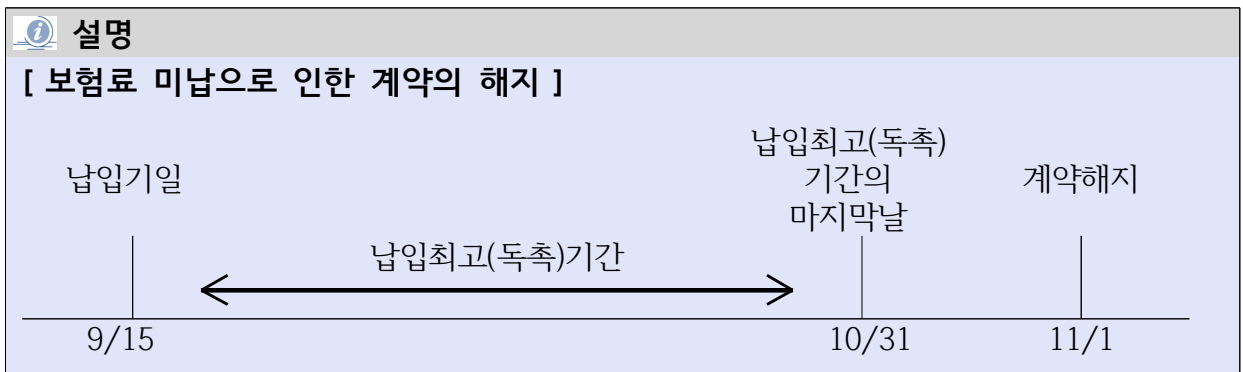 설명
[ 보험료 미납으로 인한 계약의 해지 ]
납입기일
납입최고(독촉)
기간의
마지막날
계약해지
납입최고(독촉)기간
9/15
10/31
11/1